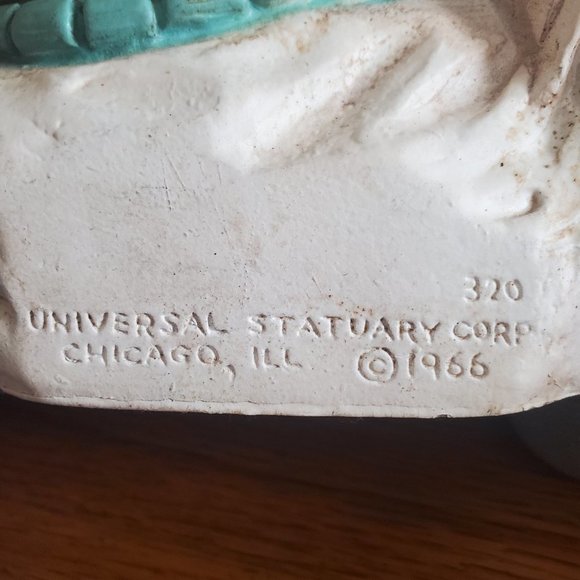 320
UNIVERSAL STATUARY CORP
CHICAGO, ILL © 1966